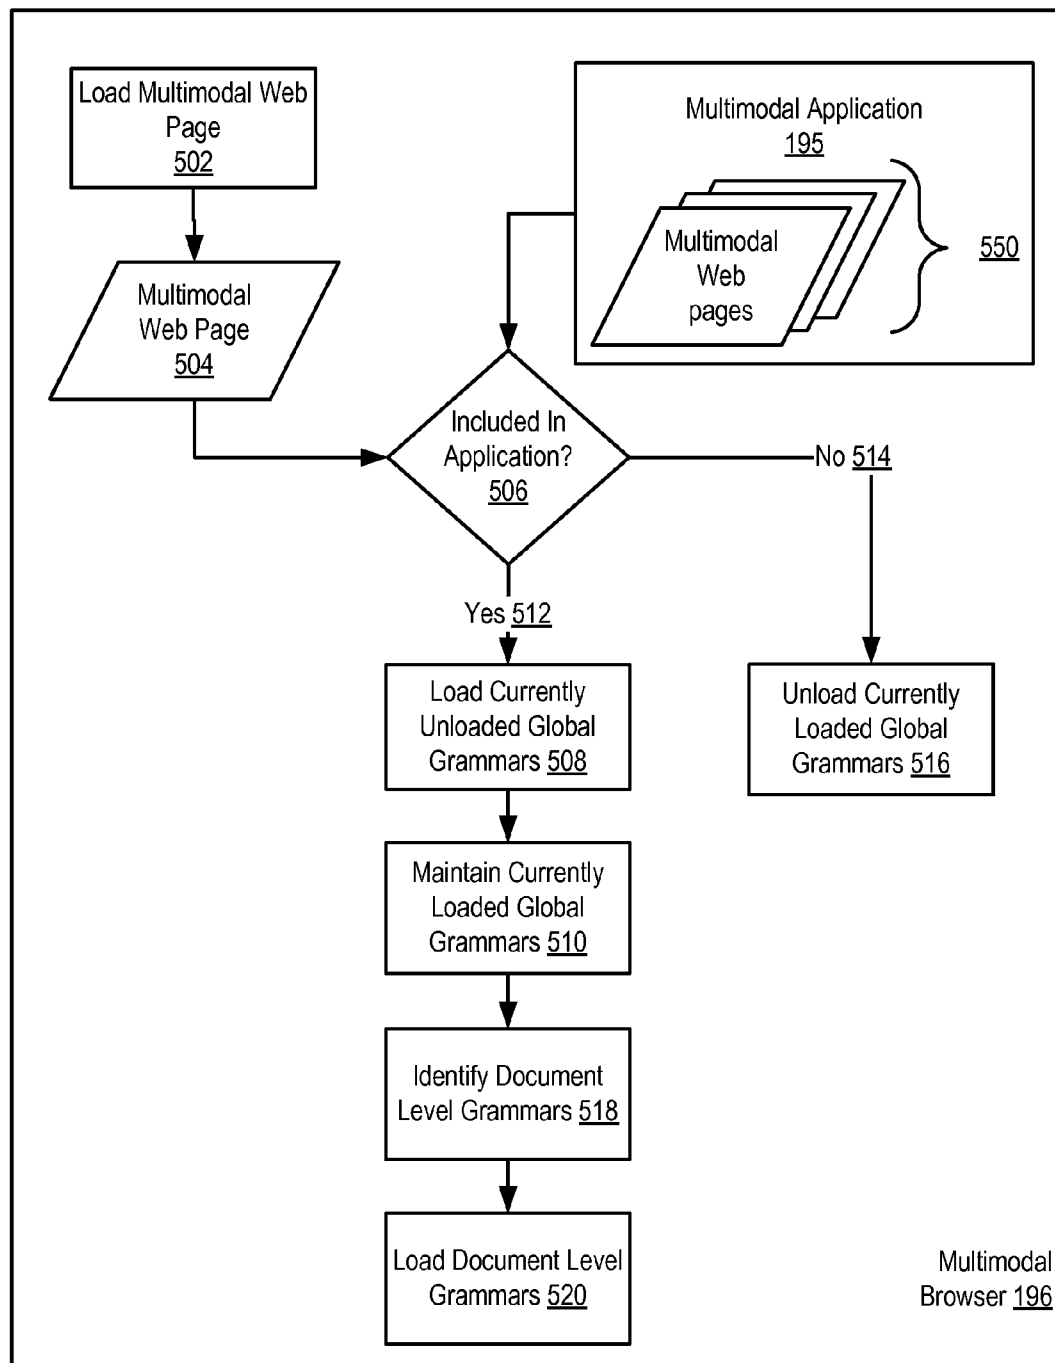 Load Multimodal Web
Page
502
Multimodal
Web Page
504
Multimodal Application
195
Multimodal
Web
pages
550
Included In
Application?
506
No 514
Yes 512
Load Currently
Unloaded Global
Grammars 508
Unload Currently
Loaded Global
Grammars 516
Maintain Currently
Loaded Global
Grammars 510
Identify Document
Level Grammars 518
Load Document Level
Grammars 520
Multimodal
Browser 196